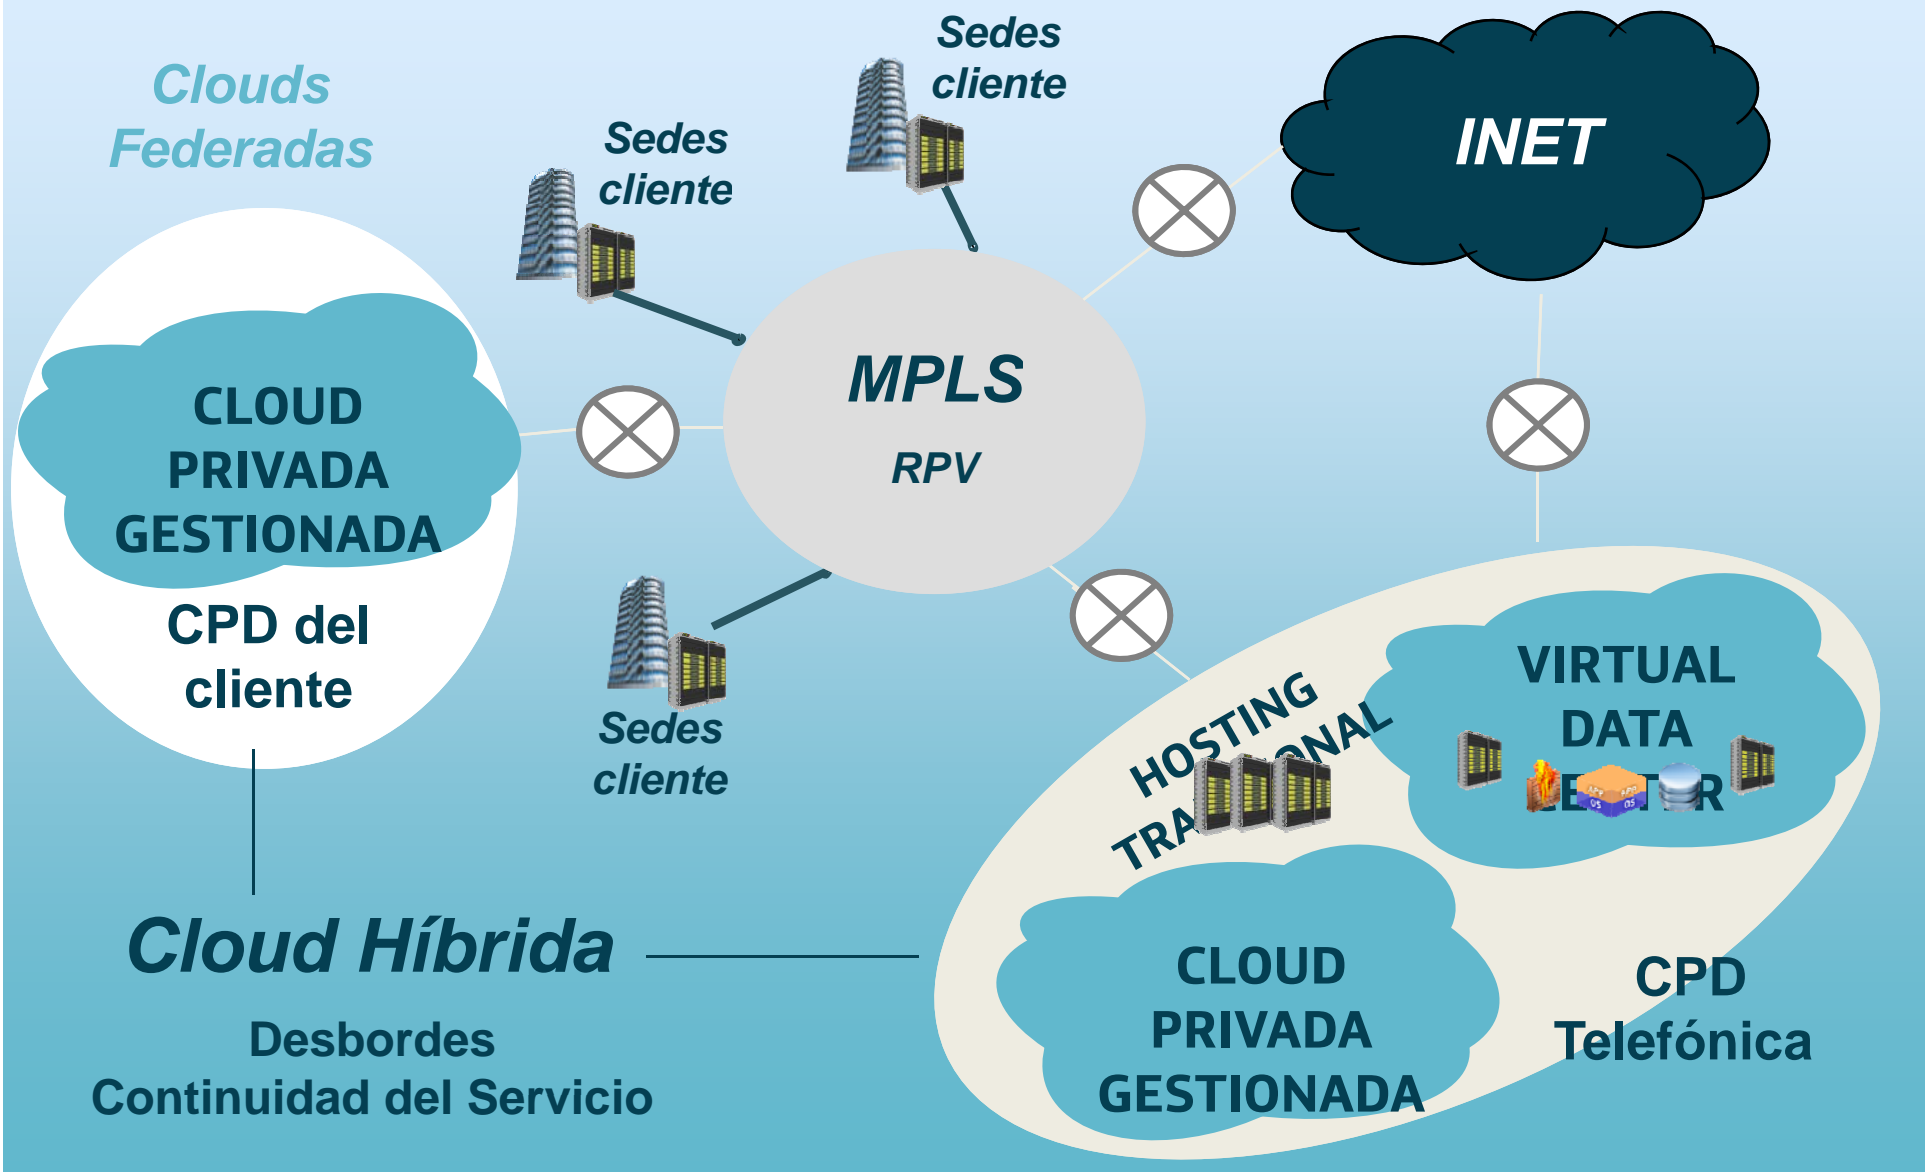 Clouds
Federadas
Sedes
cliente
Sedes
cliente
INET
MPLS
RPV
CLOUD
PRIVADA
GESTIONADA
CPD del
cliente
Sedes
cliente
HOSTING
VIRTUAL
DATA
Cloud Híbrida
Desbordes
Continuidad del Servicio
CLOUD
PRIVADA
GESTIONADA
CPD
Telefónica